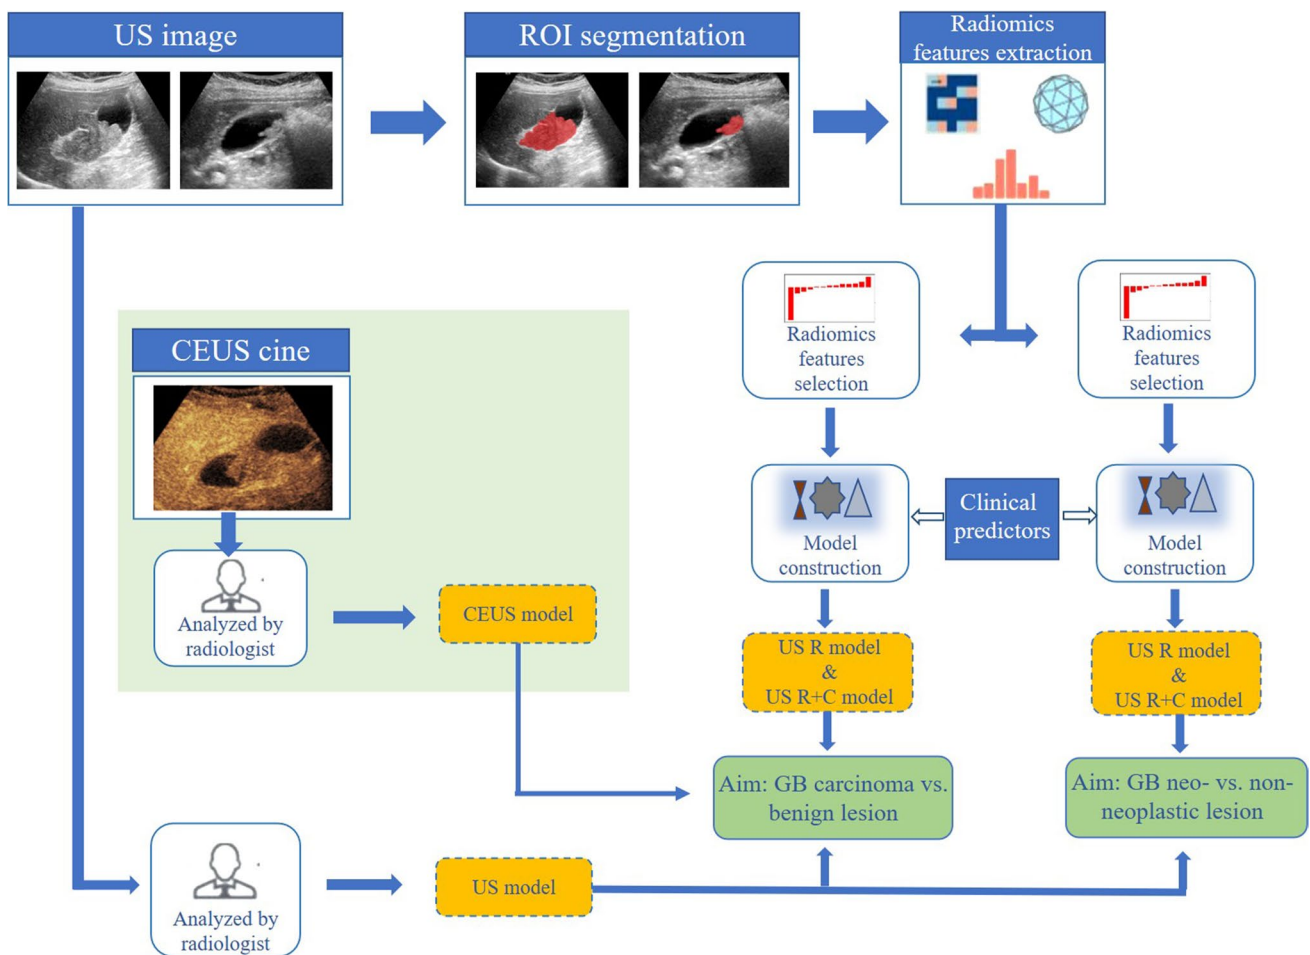 US image
ROI segmentation
Radiomics
features extraction
Radiomics
features
selection
Radiomics
features
selection
CEUS cine
Clinical
predictors
Model
construction
Model
construction
Analyzed by
radiologist
CEUS model
US R model
&
US R+C model
US R model
&
US R+C model
Aim: GB carcinoma vs.
benign lesion
Aim: GB neo- vs. non-
neoplastic lesion
Analyzed by
radiologist
US model